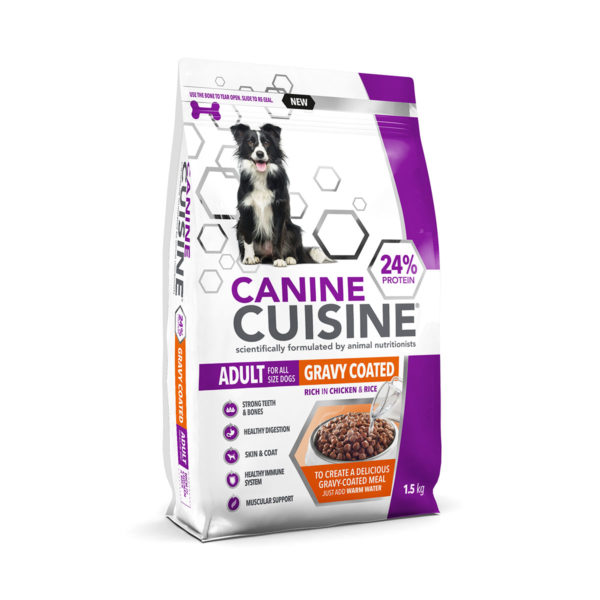 USE THE BONE TO TEAR OPEN. SLIDE TO RE-SEAL.
NEW
24%
PROTEIN
CANINE
CUISINE®
scientifically formulated by animal nutritionists
ADULT FOR ALL SIZE DOGS
GRAVY COATED
RICH IN CHICKEN & RICE
STRONG TEETH
& BONES
HEALTHY DIGESTION
SKIN & COAT
HEALTHY IMMUNE
SYSTEM
MUSCULAR SUPPORT
TO CREATE A DELICIOUS
GRAVY-COATED MEAL
JUST ADD WARM WATER
1.5 kg
CANINE
CUISINE
24%
PROTEIN
GRAVY COATED
ADULT